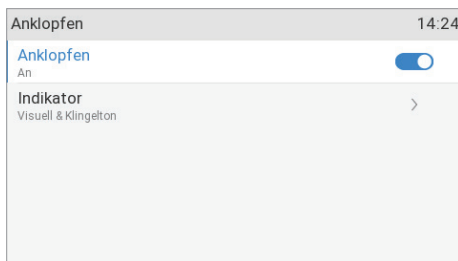 Anklopfen 14:24
Anklopfen
An
Indikator
Visuell & Klingelton